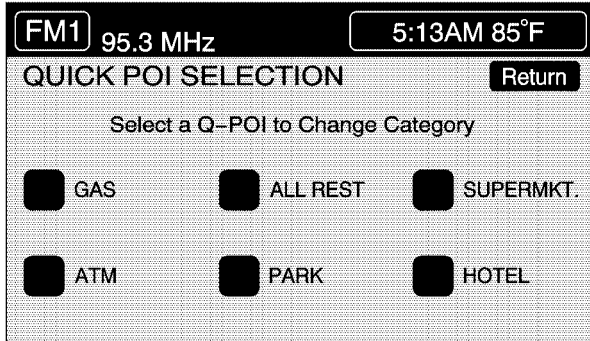 FM1 95.3 MHz 5:13AM 85°F
QUICK POI SELECTION Return
Select a Q-POI to Change Category
GAS ALL REST SUPERMKT.
ATM PARK HOTEL